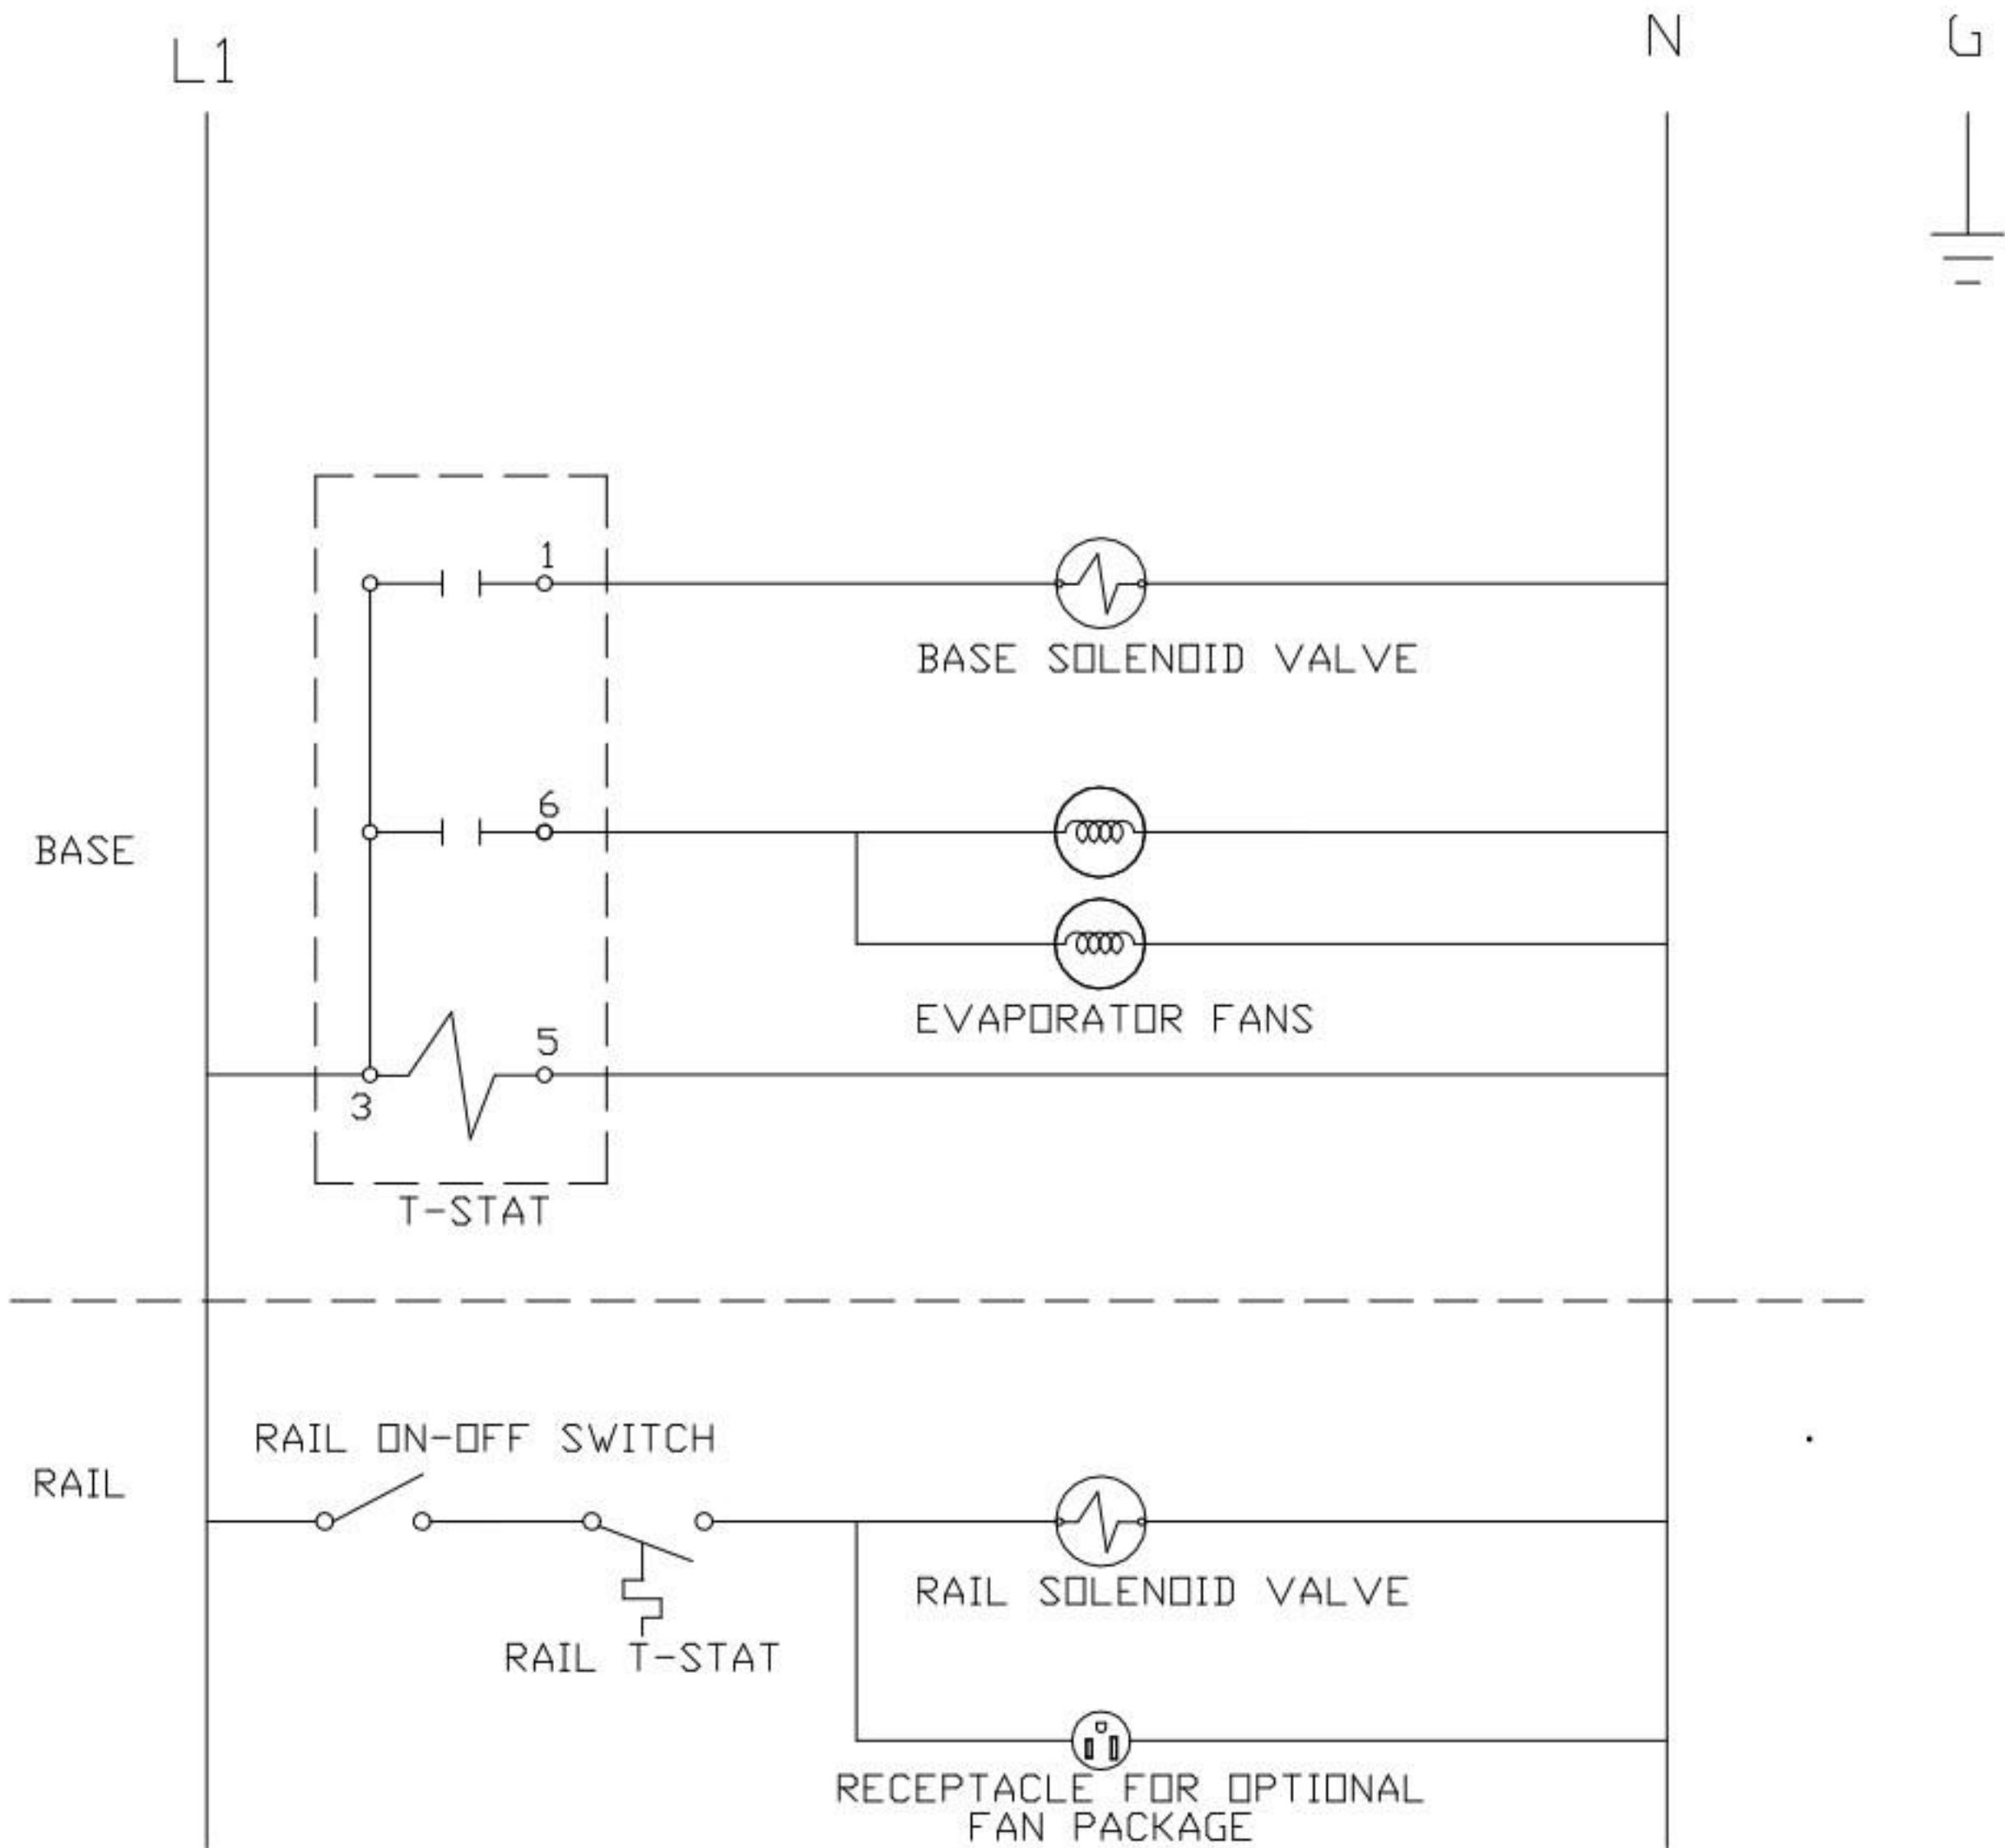 L1
N
G
1
BASE SOLENOID VALVE
6
BASE
EVAPORATOR FANS
5
3
T-STAT
RAIL ON-OFF SWITCH
RAIL
RAIL SOLENOID VALVE
RAIL T-STAT
RECEPTACLE FOR OPTIONAL
FAN PACKAGE